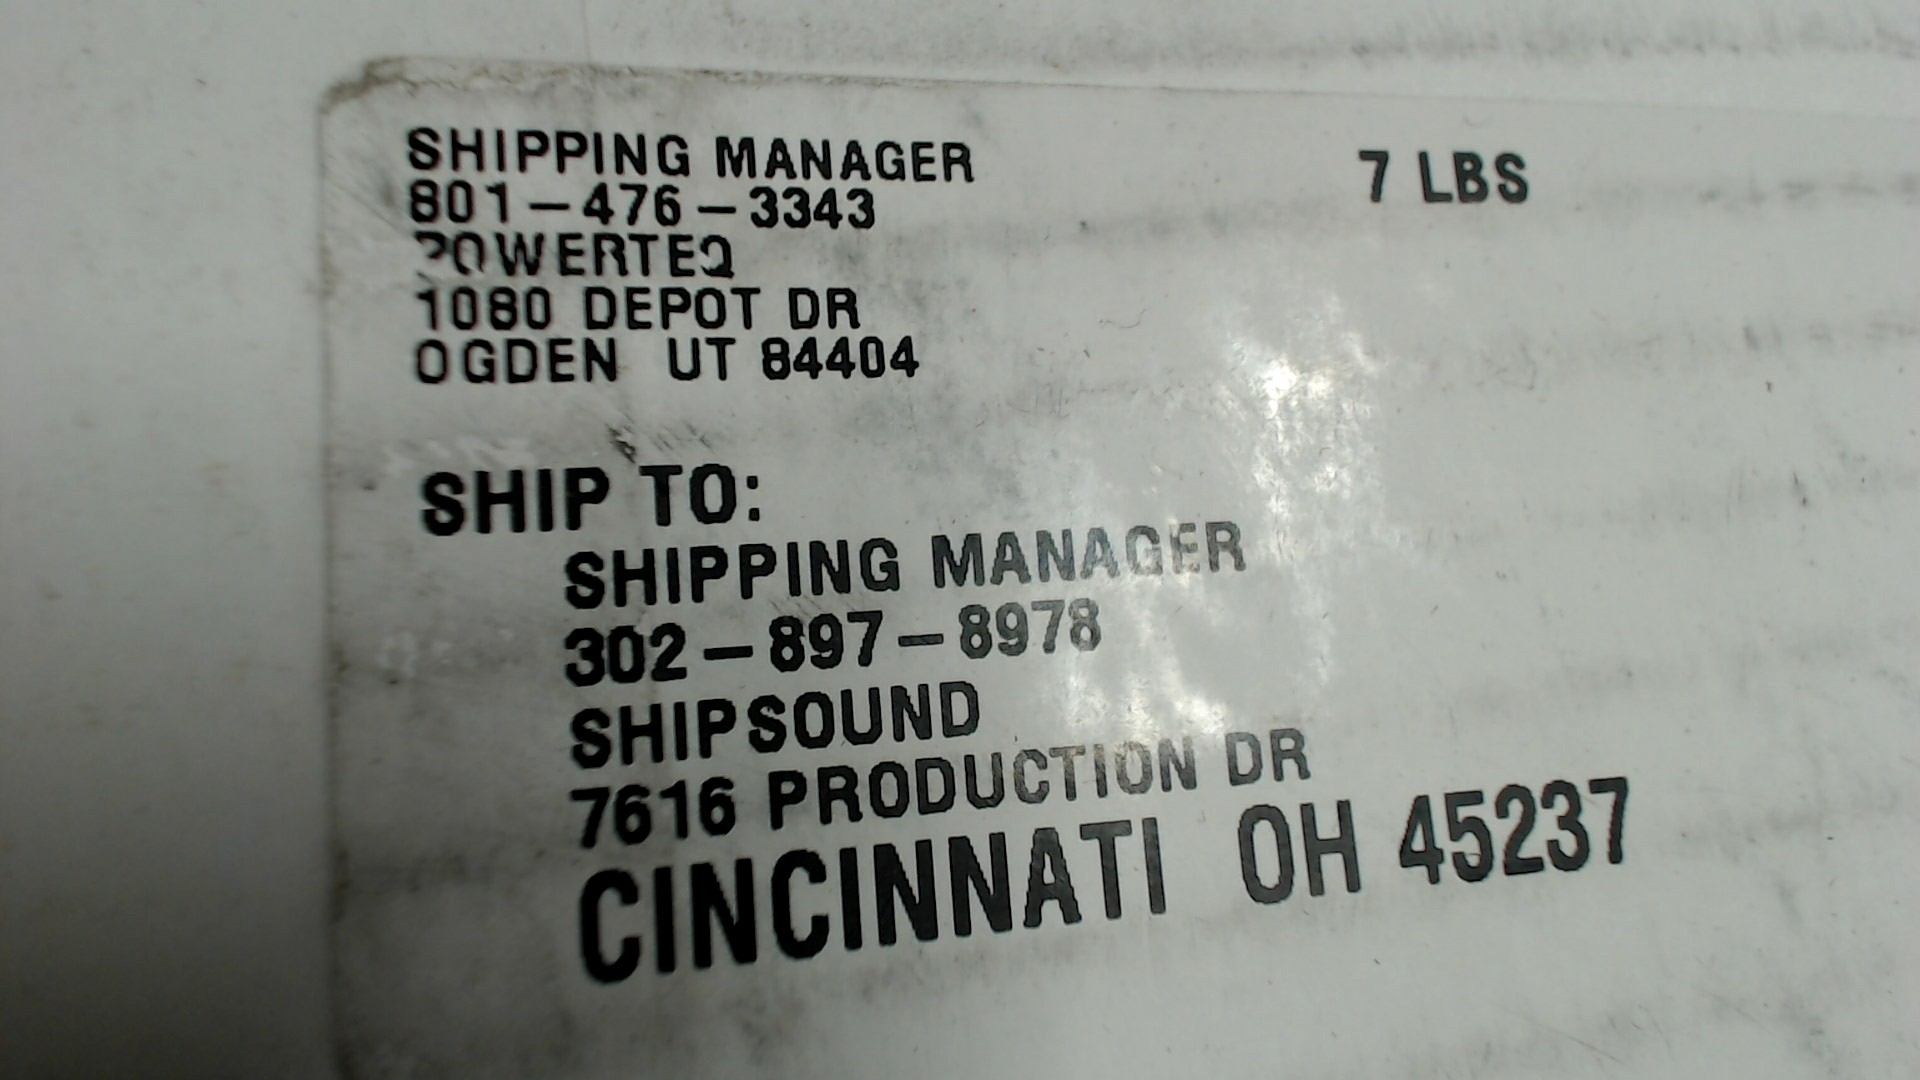 SHIPPING MANAGER
7 LBS
801-476-3343
POWERTEQ
1080 DEPOT DR
OGDEN UT 84404
SHIP TO:
SHIPPING MANAGER
302-897-8978
SHIPSOUND
7616 PRODUCTION DR
CINCINNATI OH 45237